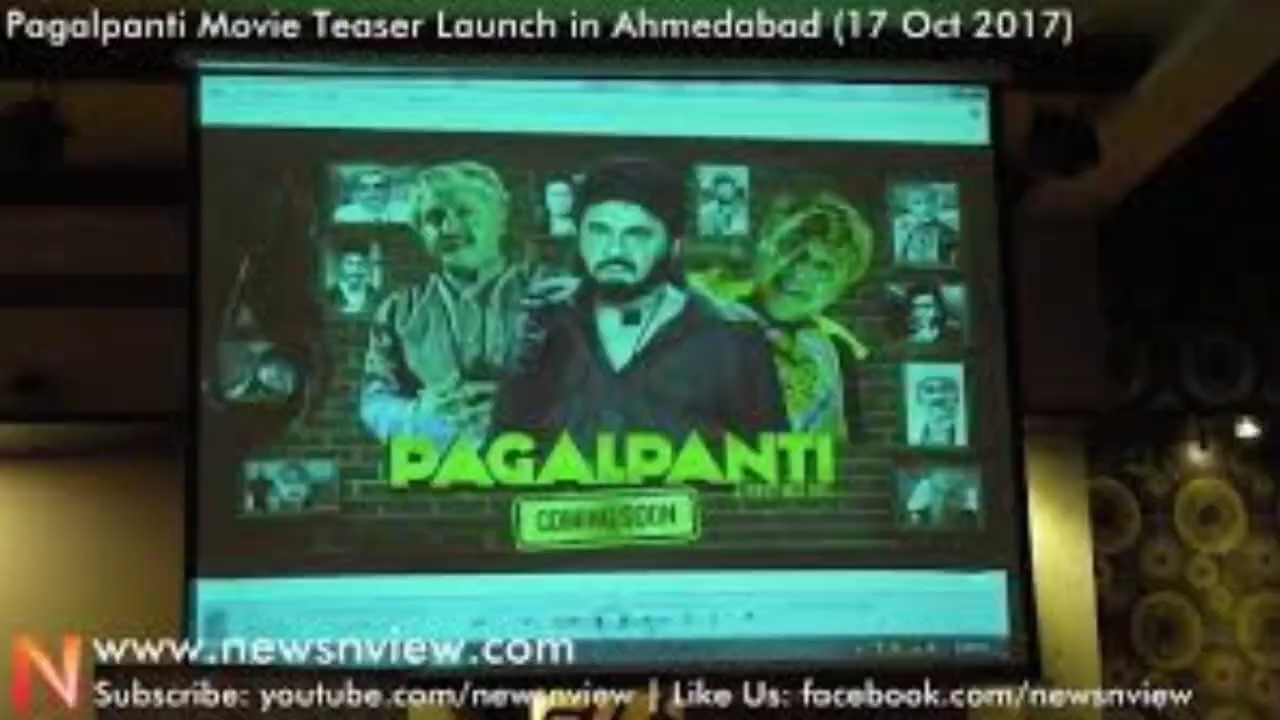 Pagalpanti Movie Teaser Launch in Ahmedabad (17 Oct 2017)
PAGALPANTI
COMING SOON
N www.newsnview.com
Subscribe: youtube.com/newsnview | Like Us: facebook.com/newsnview